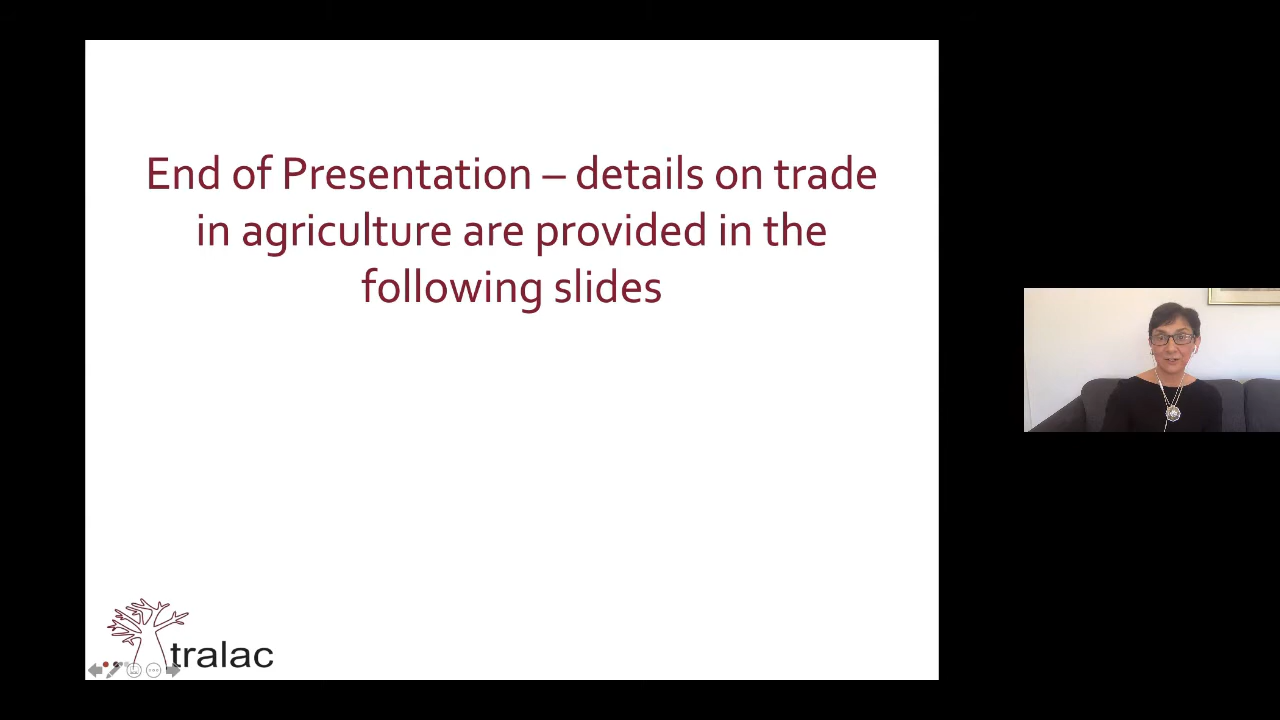 End of Presentation – details on trade
in agriculture are provided in the
following slides
tralac